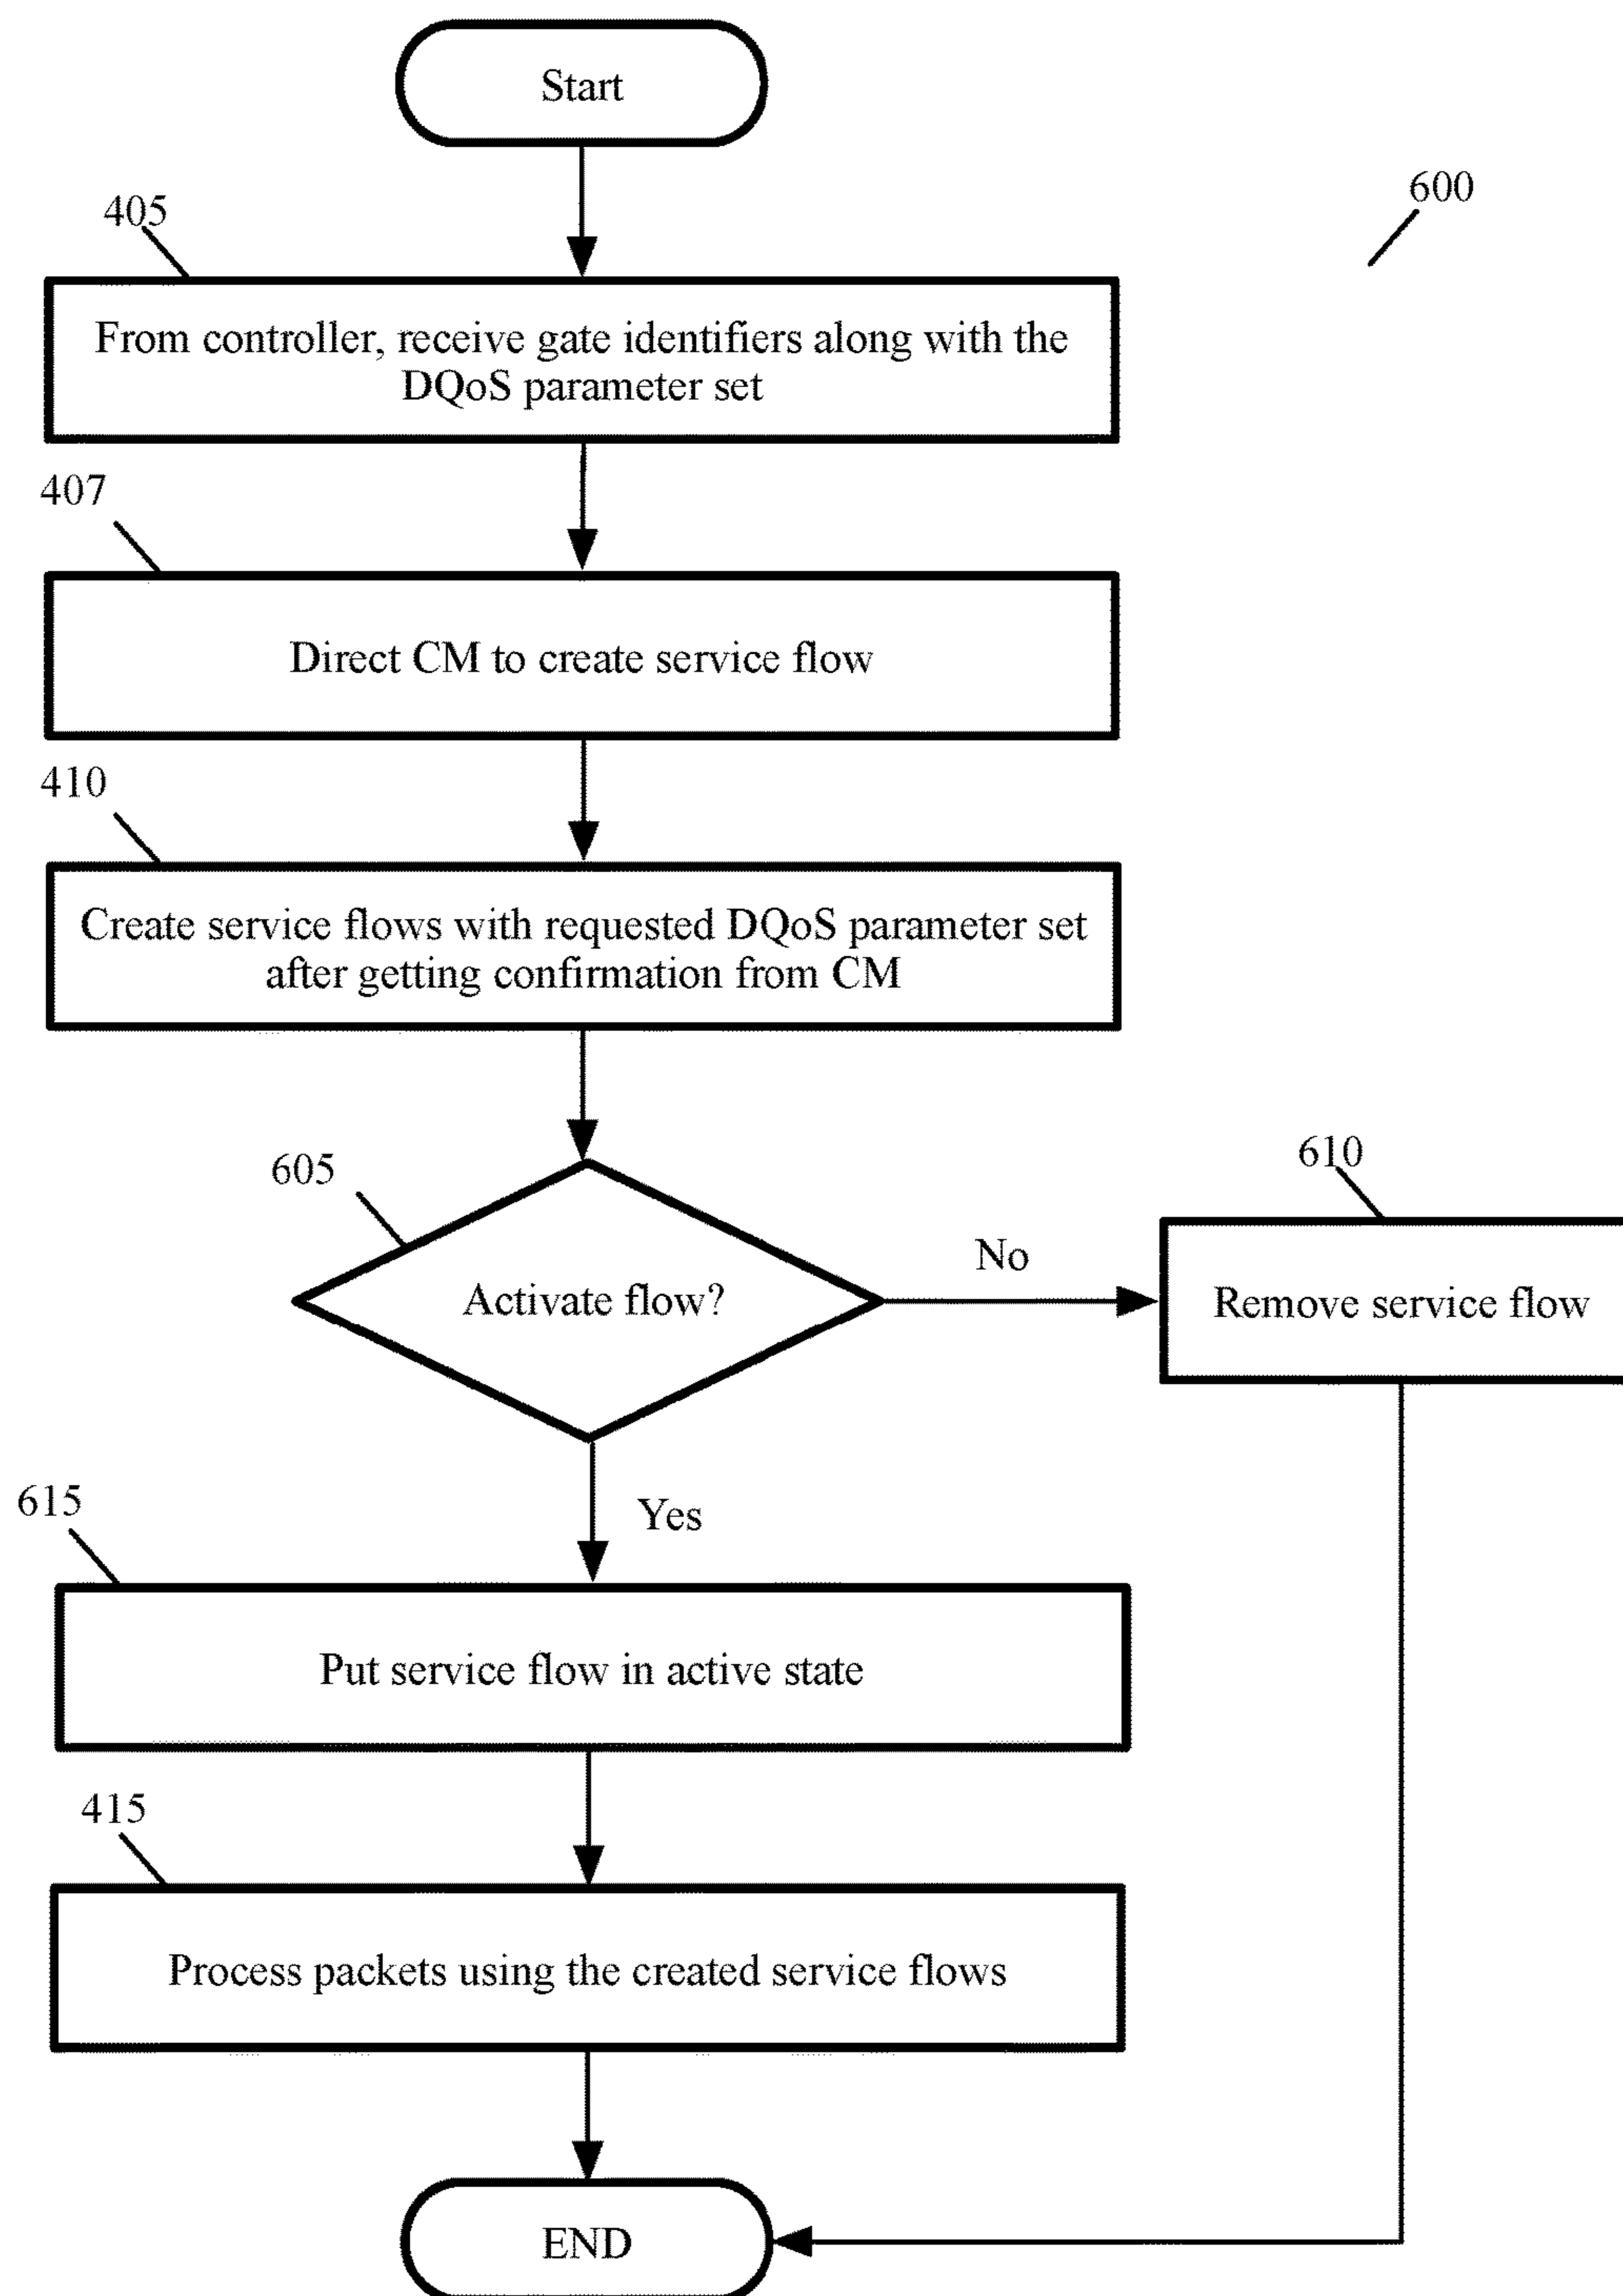 Start
600
405
From controller, receive gate identifiers along with the
DQoS parameter set
407
Direct CM to create service flow
410
Create service flows with requested DQoS parameter set
after getting confirmation from CM
605
Activate flow?
No
610
Remove service flow
Yes
615
Put service flow in active state
415
Process packets using the created service flows
END